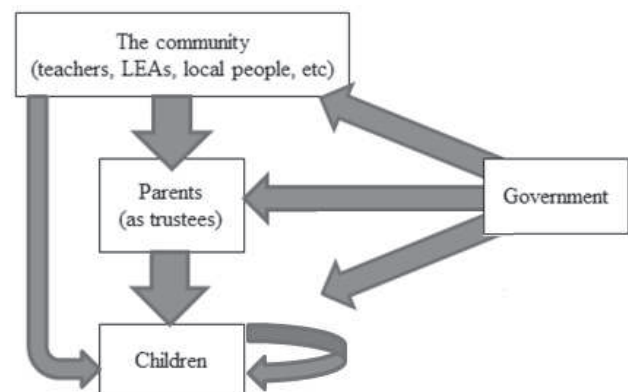 The community
(teachers, LEAs, local people, etc)
Parents
(as trustees)
Government
Children